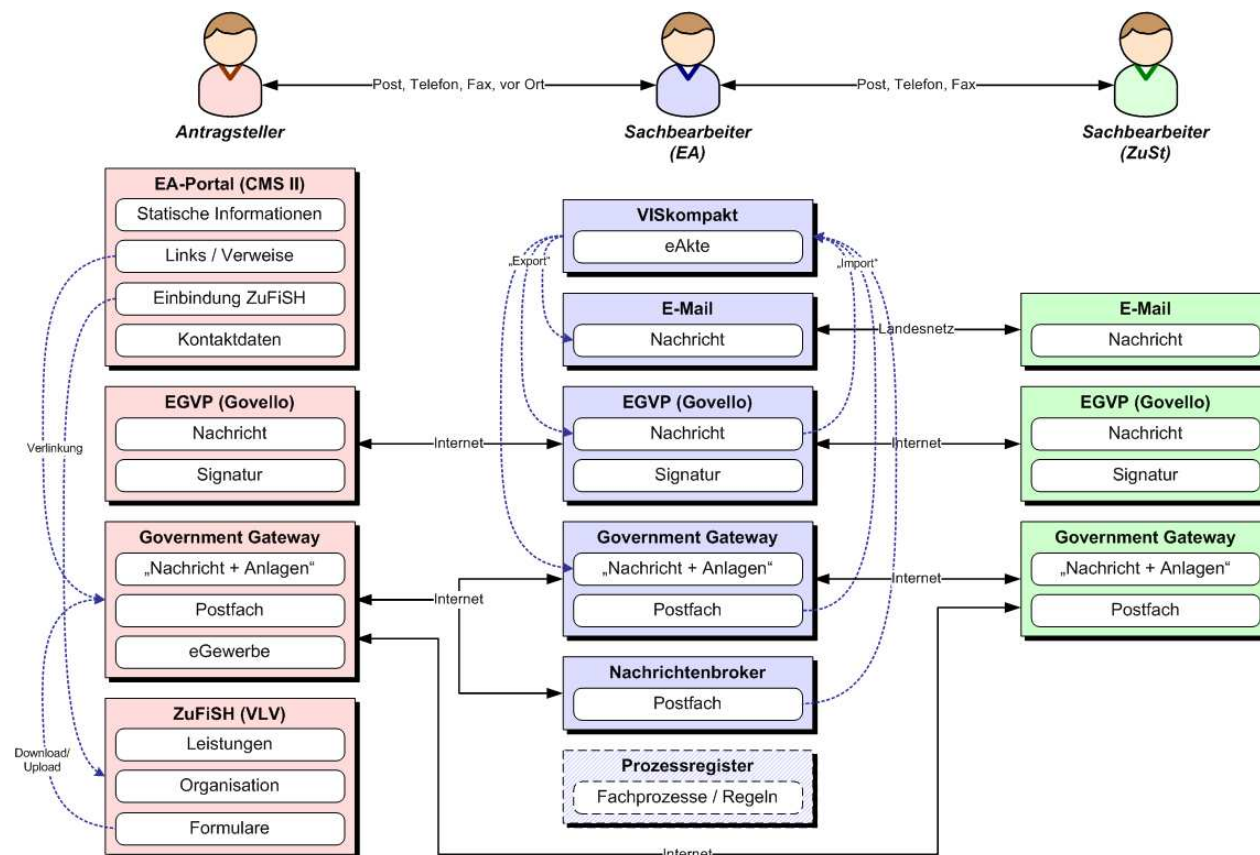 Post, Telefon, Fax, vor Ort
Post, Telefon, Fax
Antragsteller
Sachbearbeiter
(EA)
Sachbearbeiter
(ZuSt)
EA-Portal (CMS II)
Statische Informationen
Links / Verweise
Einbindung ZuFiSH
Kontaktdaten
EGVP (Govello)
Nachricht
Signatur
Government Gateway
„Nachricht + Anlagen“
Postfach
eGewerbe
ZuFiSH (VLV)
Leistungen
Organisation
Formulare
Verlinkung
Download/
Upload
VISkompakt
eAkte
„Export“
„Import“
E-Mail
Nachricht
EGVP (Govello)
Nachricht
Signatur
Government Gateway
„Nachricht + Anlagen“
Postfach
Nachrichtenbroker
Postfach
Prozessregister
Fachprozesse / Regeln
Internet
Internet
Landesnetz
Internet
Internet
Internet
E-Mail
Nachricht
EGVP (Govello)
Nachricht
Signatur
Government Gateway
„Nachricht + Anlagen“
Postfach